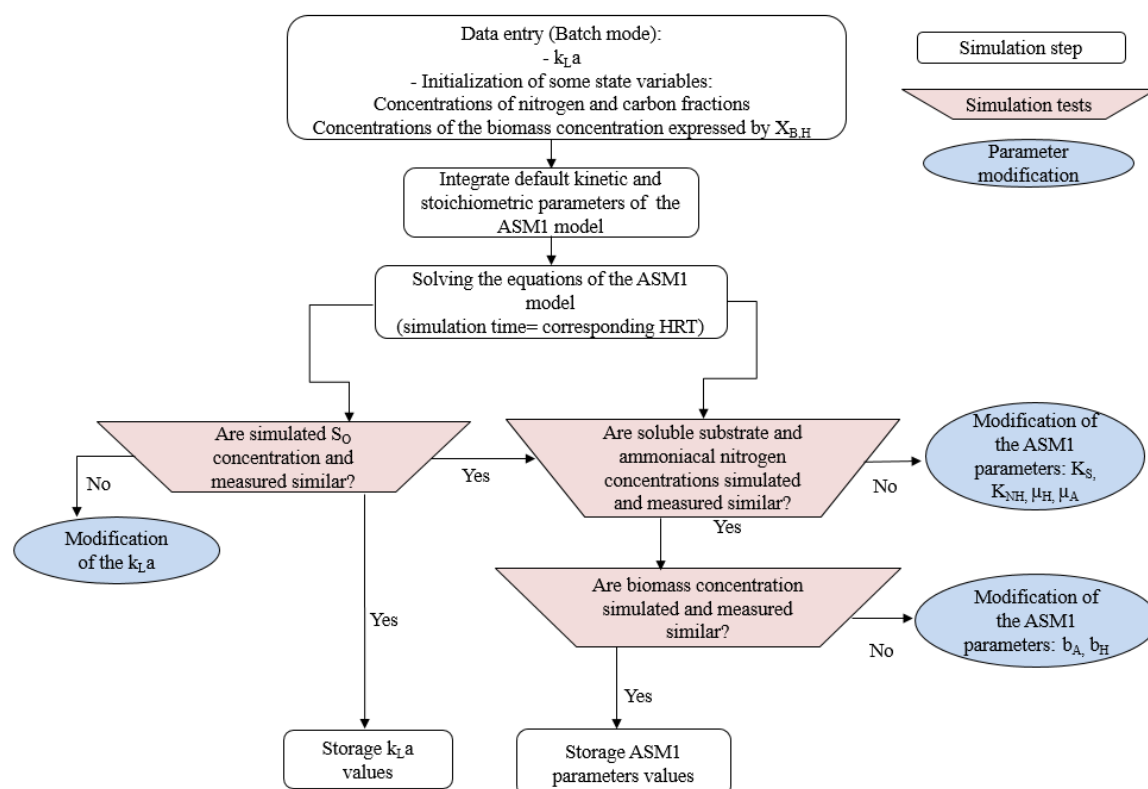 Data entry (Batch mode):
- kLa
- Initialization of some state variables:
Concentrations of nitrogen and carbon fractions
Concentrations of the biomass concentration expressed by XB,H
Simulation step
Simulation tests
Parameter
modification
Integrate default kinetic and
stoichiometric parameters of the
ASM1 model
Solving the equations of the ASM1
model
(simulation time= corresponding HRT)
Are simulated SO
concentration and
measured similar?
Yes
No
Modification
of the kLa
Are soluble substrate and
ammoniacal nitrogen
concentrations simulated
and measured similar?
No
Modification of
the ASM1
parameters: KS,
KNH, μH, μA
Yes
Are biomass concentration
simulated and measured
similar?
No
Modification of
the ASM1
parameters: bA, bH
Yes
Yes
Storage kLa
values
Storage ASM1
parameters values